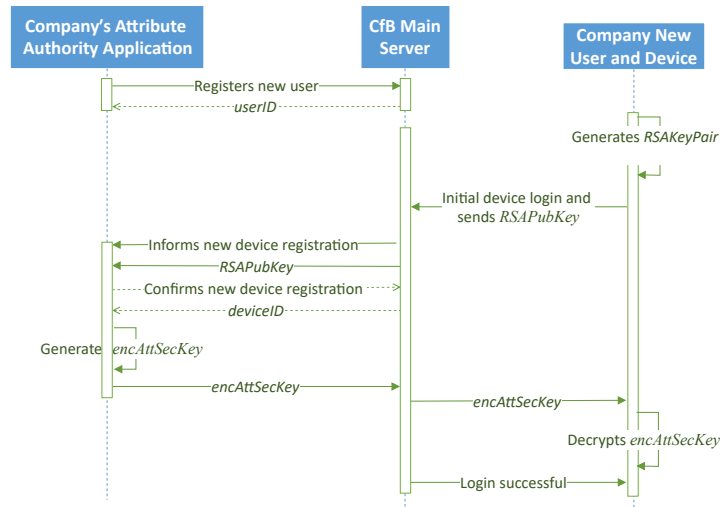 Company's Attribute
Authority Application
CfB Main
Server
Company New
User and Device
Registers new user
userID
Generates RSAKeyPair
Initial device login and
sends RSAPubKey
Informs new device registration
RSAPubKey
Confirms new device registration
deviceID
Generate encAttSecKey
encAttSecKey
encAttSecKey
Decrypts encAttSecKey
Login successful